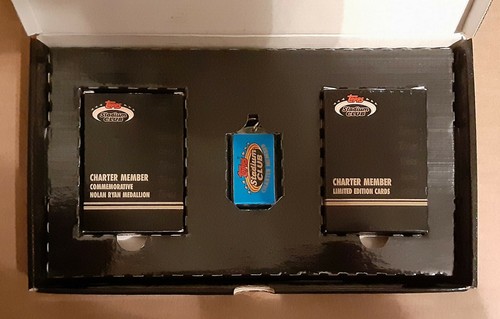 Topps
Stadium
CLUB
CHARTER MEMBER
COMMEMORATIVE
NOLAN RYAN MEDALLION
Topps
Stadium
CLUB
Topps
Stadium
CLUB
CHARTER MEMBER
LIMITED EDITION CARDS